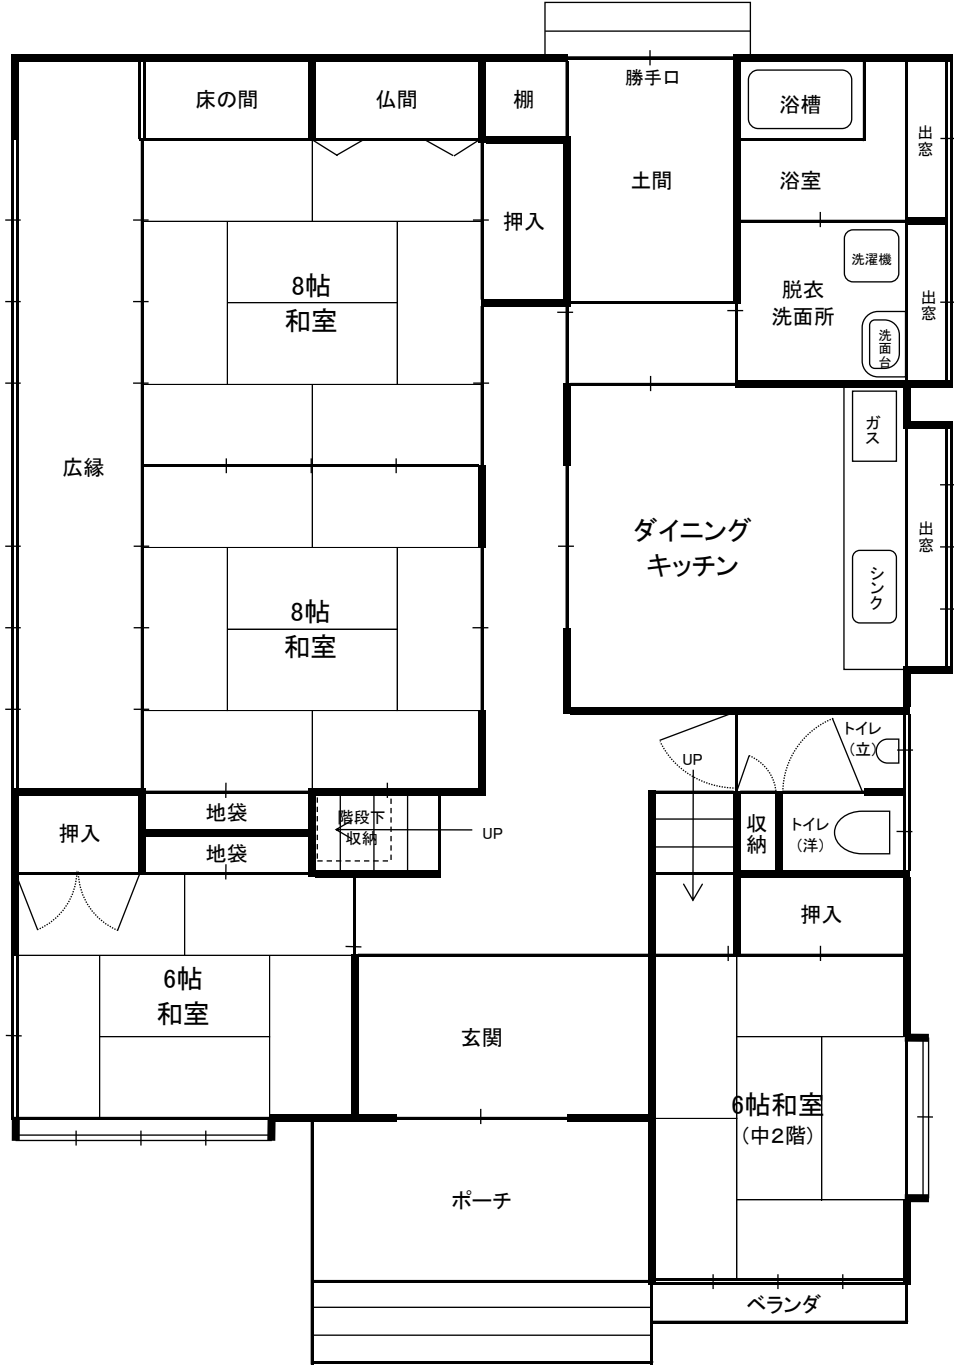 勝手口
床の間
仏間
棚
浴槽
出窓
浴室
土間
押入
洗濯機
脱衣
洗面所
出窓
洗面台
8帖
和室
ガス
広縁
ダイニング
キッチン
出窓
シンク
8帖
和室
トイレ
（立）
UP
地袋
階段下
収納
UP
押入
地袋
収納
トイレ
（洋）
押入
6帖
和室
玄関
6帖和室
（中２階）
ポーチ
ベランダ